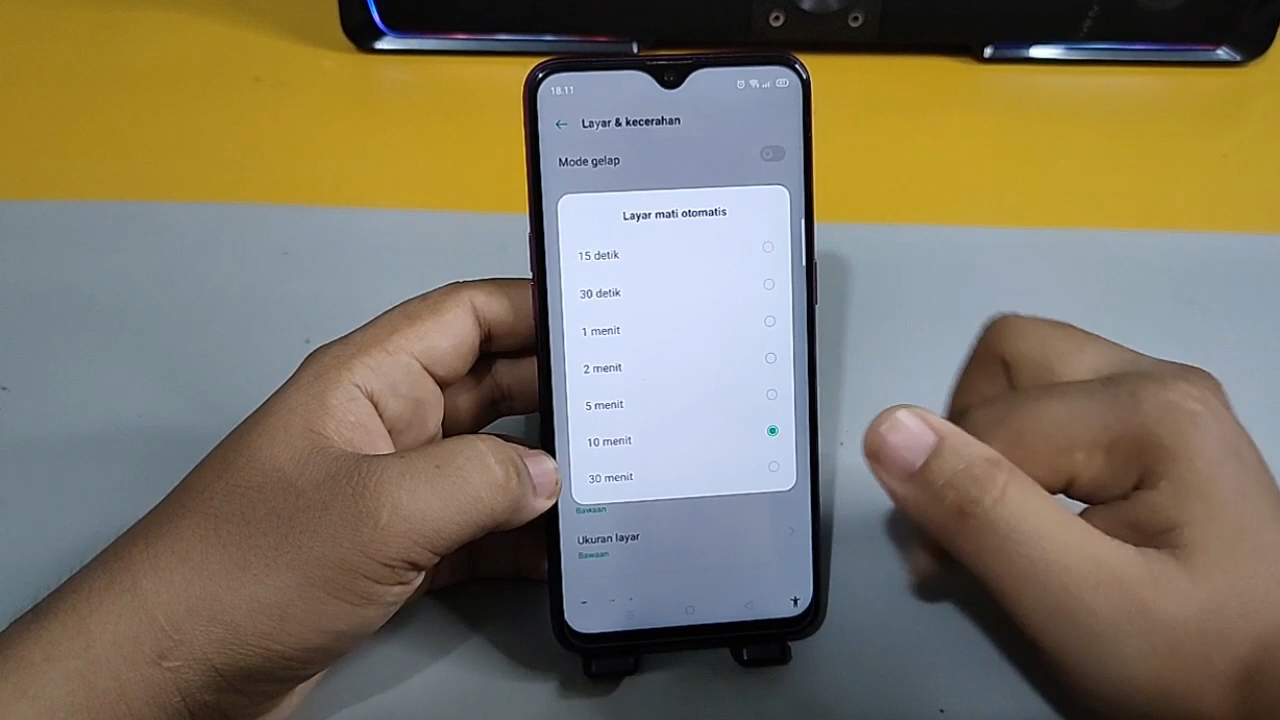 18.11
Layar & kecerahan
Mode gelap
Layar mati otomatis
15 detik
30 detik
1 menit
2 menit
5 menit
10 menit
30 menit
Bawaan
Ukuran layar
Bawaan